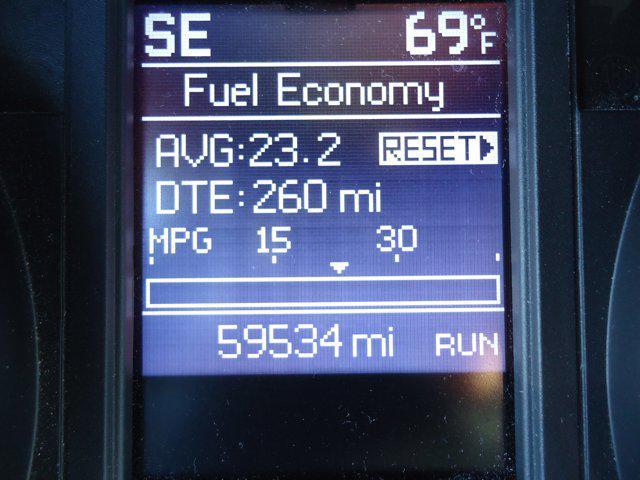 SE 69°F
Fuel Economy
AVG:23.2 RESET
DTE:260 mi
MPG 15 30
59534 mi RUN